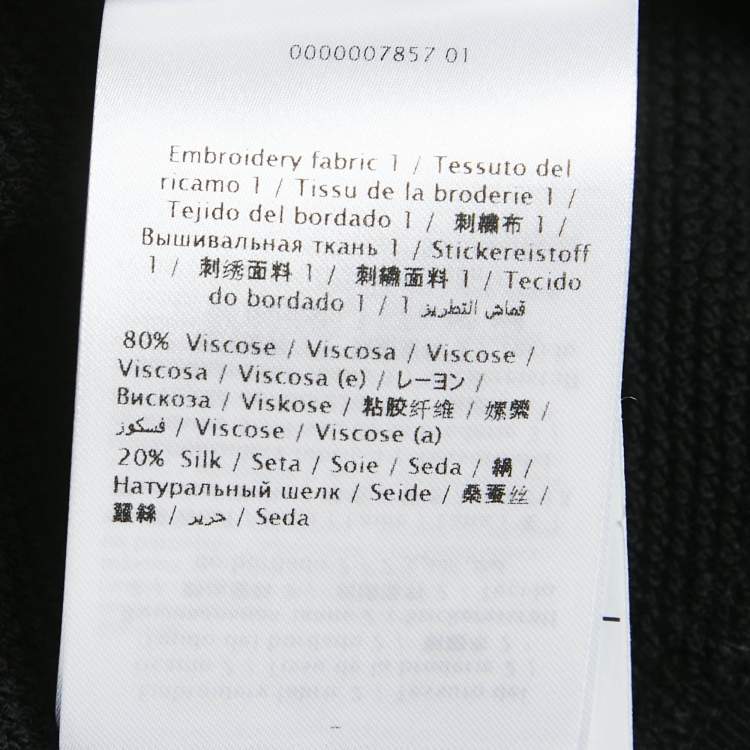 0000007857 01
Embroidery fabric 1 / Tessuto del
ricamo 1 / Tissu de la broderie 1 /
Tejido del bordado 1 / 刺繍布 1 /
Вышивальная ткань 1 / Stickereistoff
1 / 刺绣面料 1 / 刺繡面料 1 / Tecido
do bordado 1 / 1 قماش التطريز
80% Viscose / Viscosa / Viscose /
Viscosa / Viscosa (e) / レーヨン /
Вискоза / Viskose / 粘胶纤维 / 嫘縈 /
فسكوز / Viscose / Viscose (a)
20% Silk / Seta / Soie / Seda / 絹 /
Натуральный шелк / Seide / 桑蚕丝 /
蠶絲 / حرير / Seda